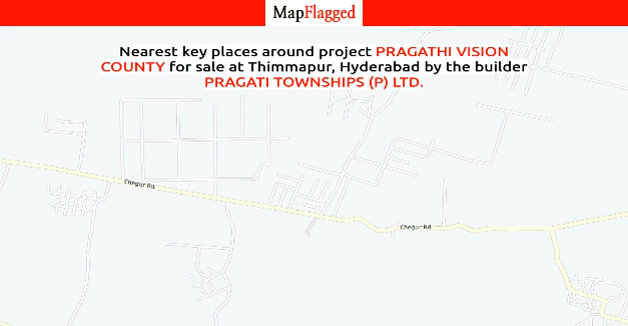 MapFlagged
Nearest key places around project PRAGATHI VISION
COUNTY for sale at Thimmapur, Hyderabad by the builder
PRAGATI TOWNSHIPS (P) LTD.
Chegur Rd.
Chegur Rd.